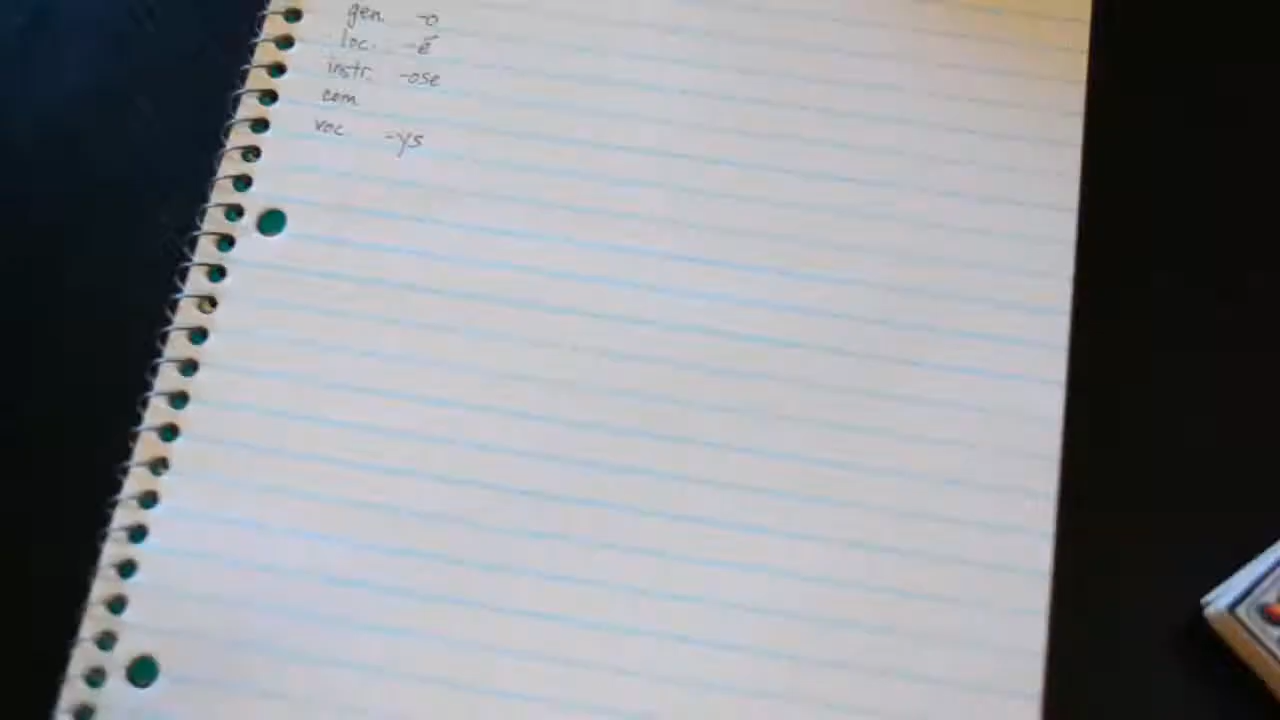 gen. -o
loc. -é
instr. -ose
com
voc. -ys